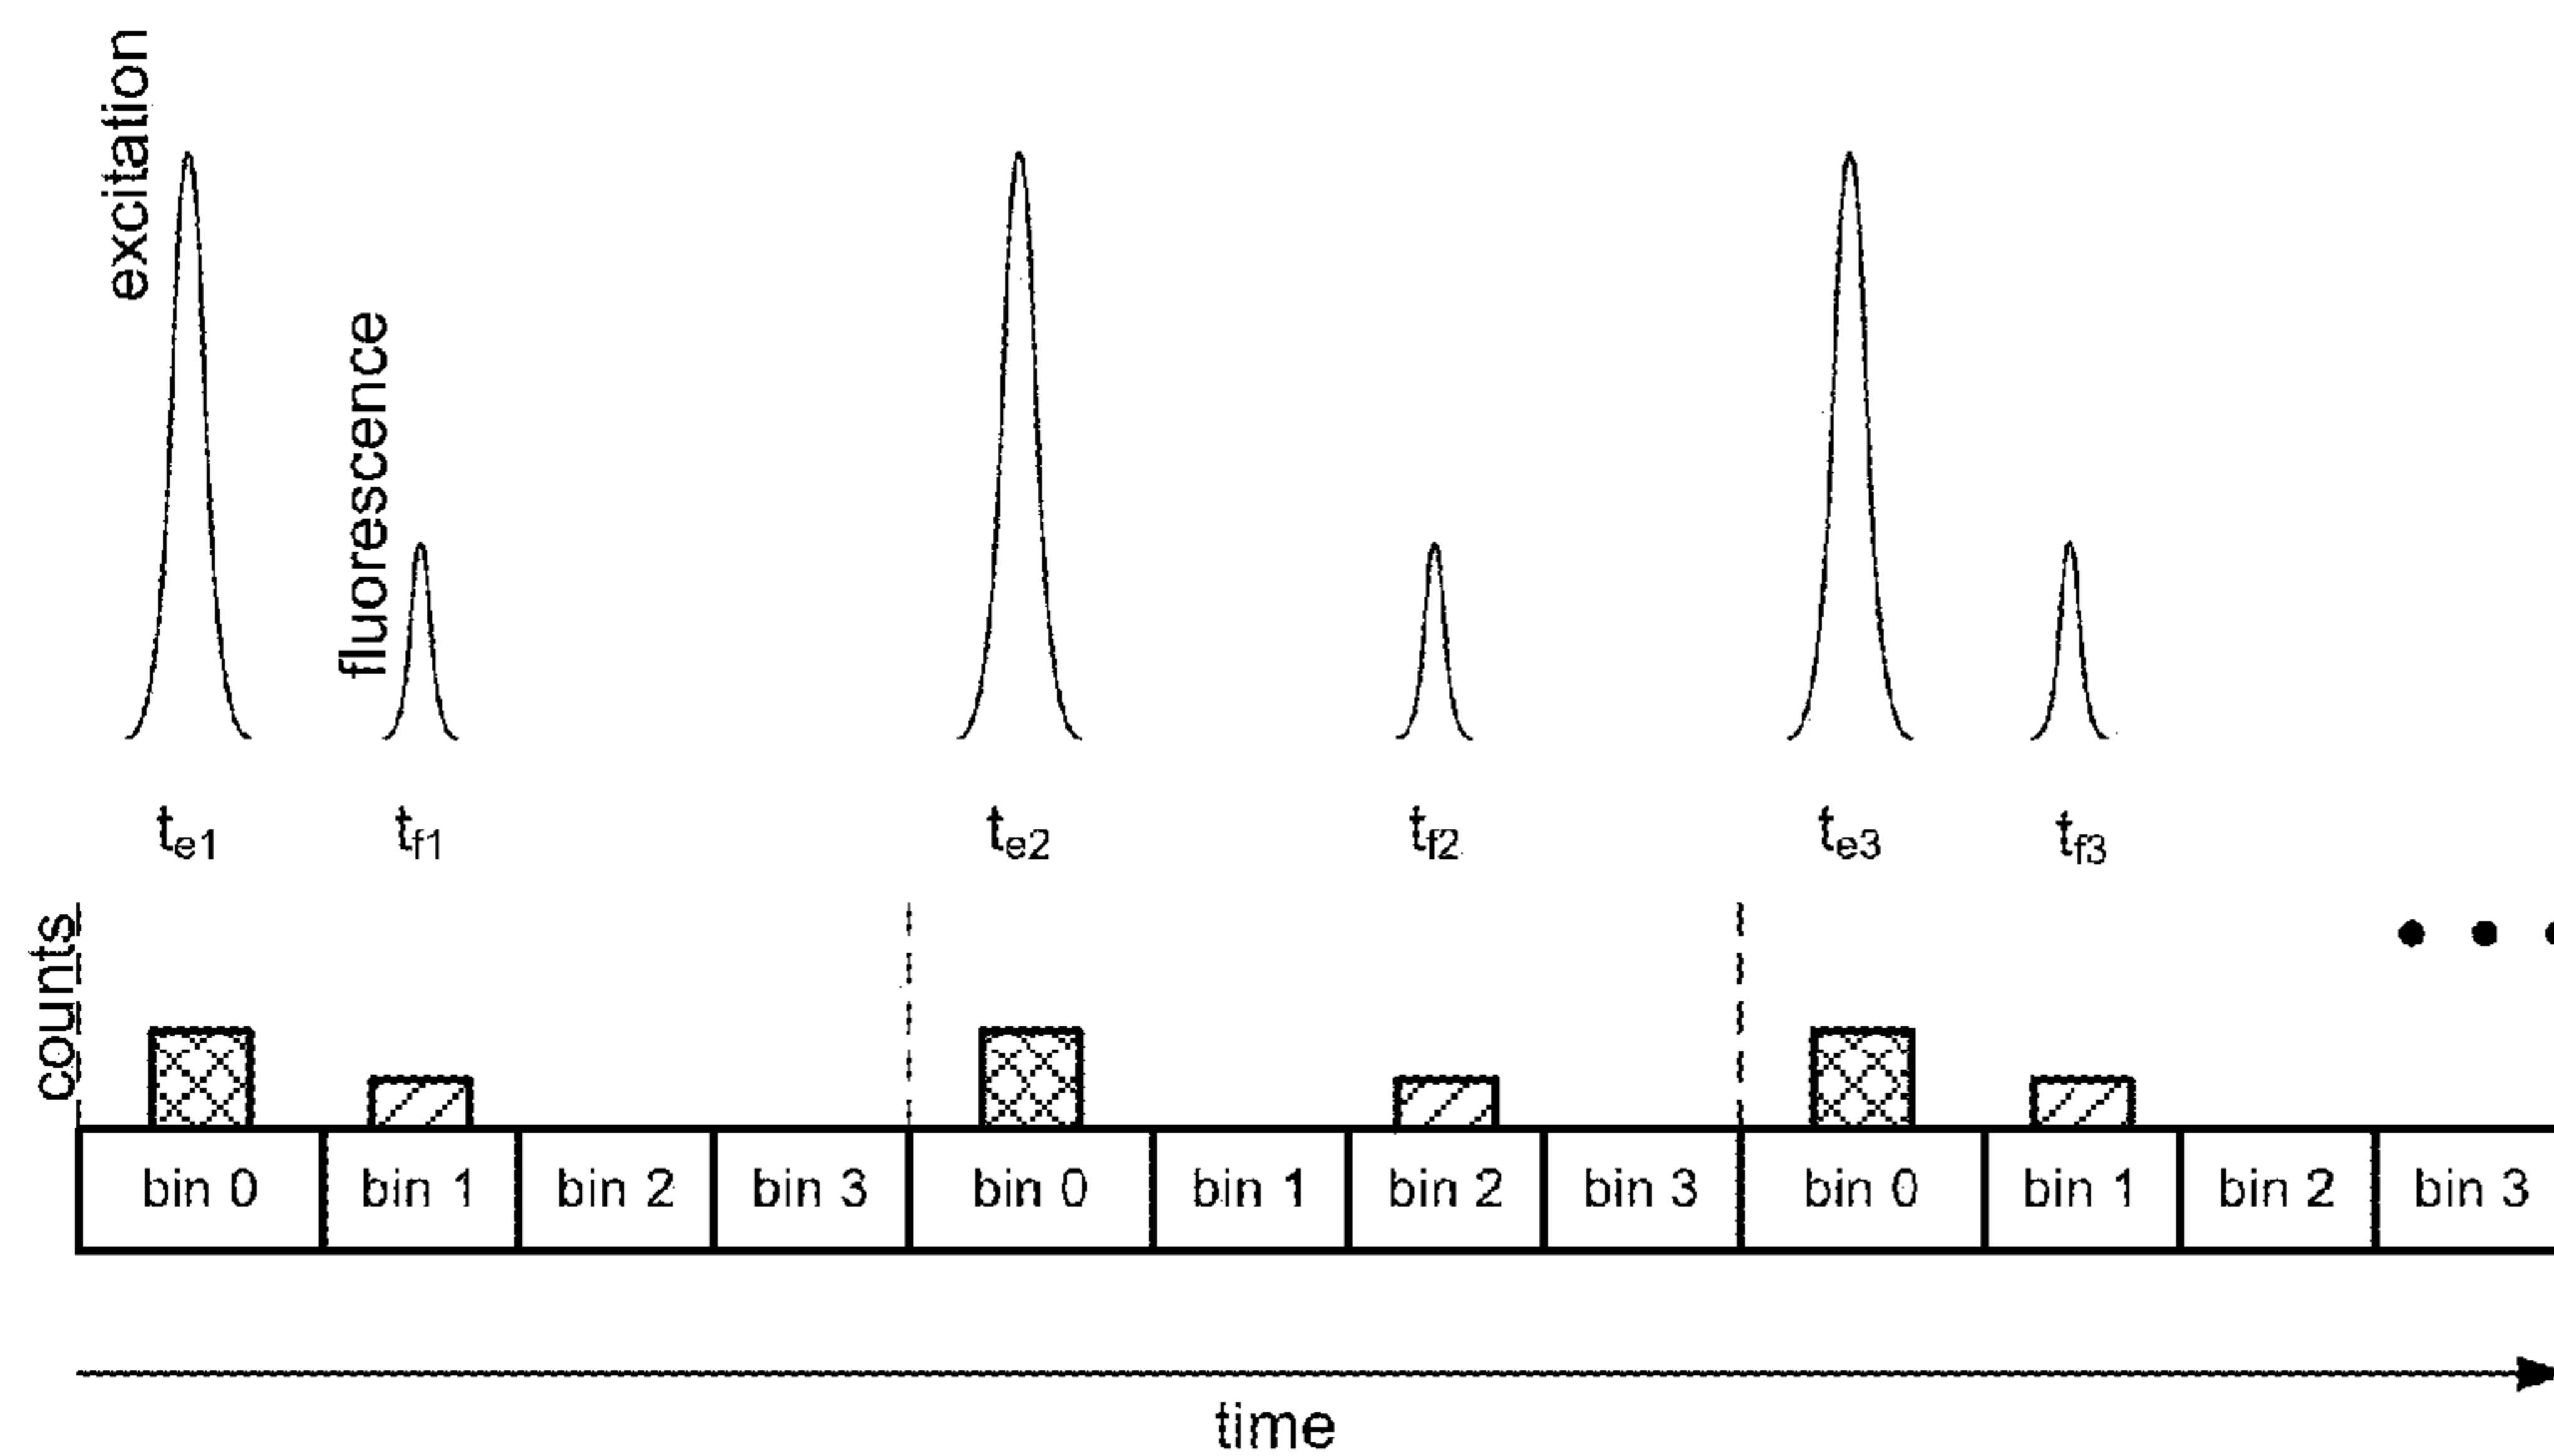 excitation
fluorescence
te1 tf1 te2 tf2 te3 tf3
counts
bin 0 bin 1 bin 2 bin 3 bin 0 bin 1 bin 2 bin 3 bin 0 bin 1 bin 2 bin 3
time